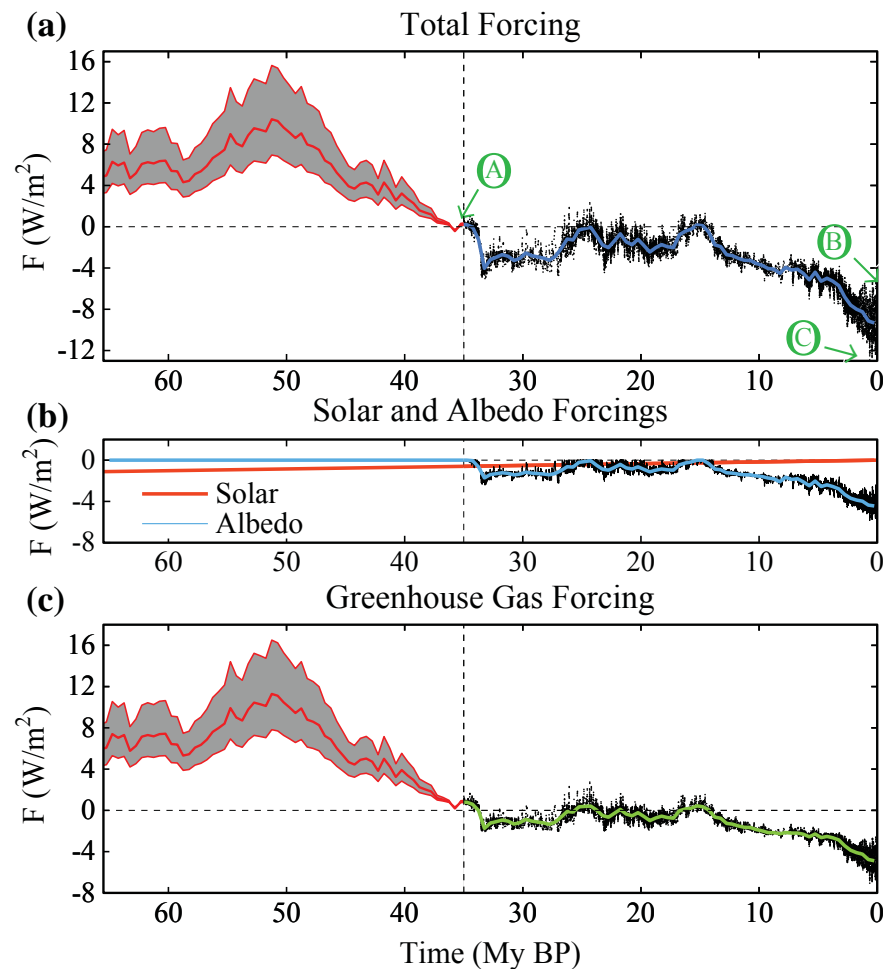 (a) Total Forcing
16
12
8
4
0
-4
-8
-12
F (W/m²)
A
B
C
60 50 40 30 20 10 0
(b) Solar and Albedo Forcings
0
-4
-8
F (W/m²)
Solar
Albedo
60 50 40 30 20 10 0
(c) Greenhouse Gas Forcing
16
12
8
4
0
-4
-8
F (W/m²)
60 50 40 30 20 10 0
Time (My BP)